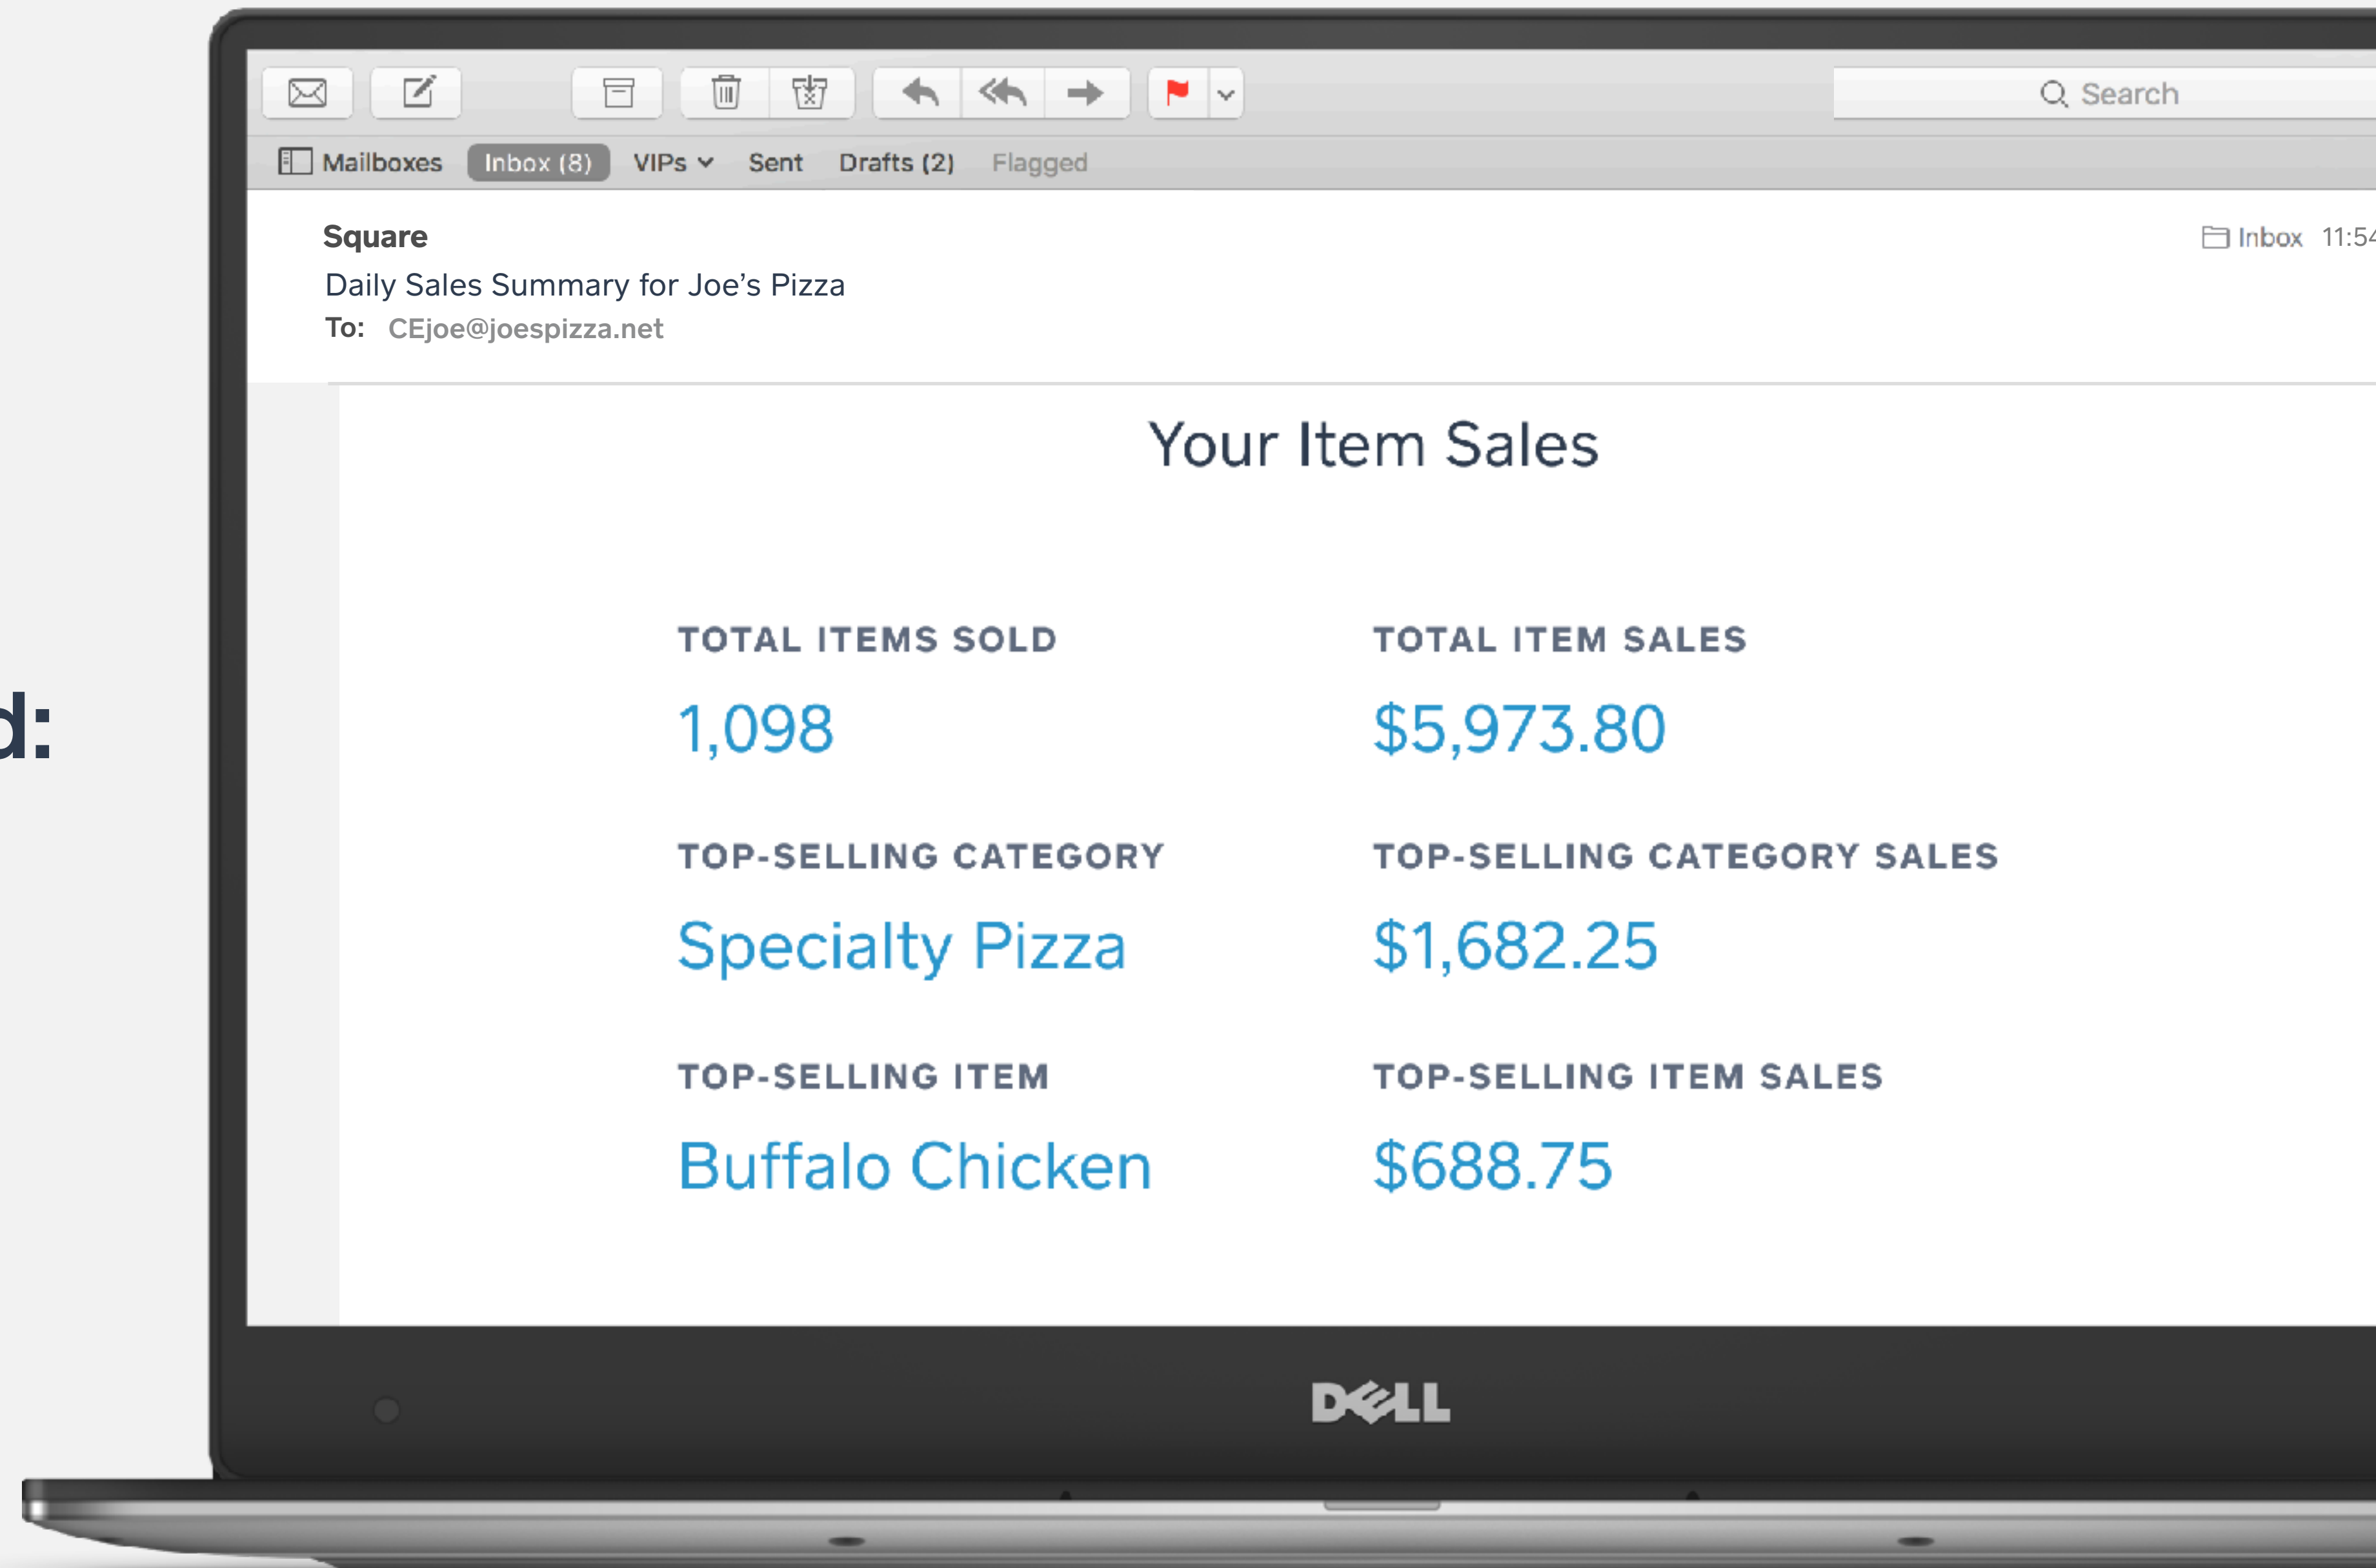 Search
Mailboxes Inbox (8) VIPs Sent Drafts (2) Flagged
Square
Inbox 11:54
Daily Sales Summary for Joe’s Pizza
To: CEjoe@joespizza.net
Your Item Sales
TOTAL ITEMS SOLD
1,098
TOTAL ITEM SALES
$5,973.80
d:
TOP-SELLING CATEGORY
Specialty Pizza
TOP-SELLING CATEGORY SALES
$1,682.25
TOP-SELLING ITEM
Buffalo Chicken
TOP-SELLING ITEM SALES
$688.75
DELL